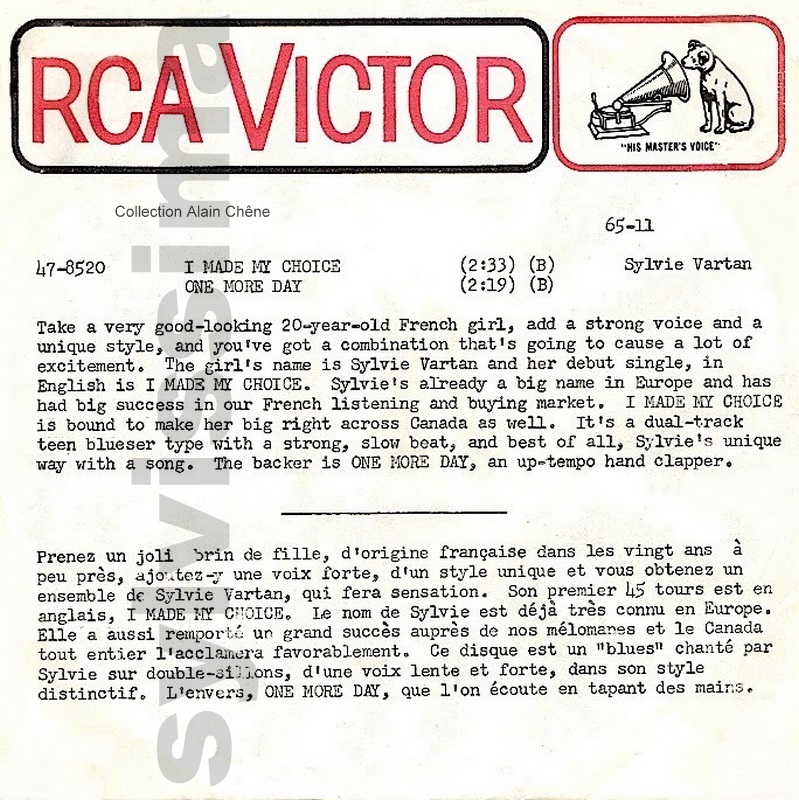 RCA VICTOR
"HIS MASTER'S VOICE"
Collection Alain Chêne
65-11
47-8520 I MADE MY CHOICE (2:33) (B) Sylvie Vartan
ONE MORE DAY (2:19) (B)
Take a very good-looking 20-year-old French girl, add a strong voice and a
unique style, and you've got a combination that's going to cause a lot of
excitement. The girl's name is Sylvie Vartan and her debut single, in
English is I MADE MY CHOICE. Sylvie's already a big name in Europe and has
had big success in our French listening and buying market. I MADE MY CHOICE
is bound to make her big right across Canada as well. It's a dual-track
teen blueser type with a strong, slow beat, and best of all, Sylvie's unique
way with a song. The backer is ONE MORE DAY, an up-tempo hand clapper.
Prenez un joli brin de fille, d'origine française dans les vingt ans à
peu près, ajoutez-y une voix forte, d'un style unique et vous obtenez un
ensemble de Sylvie Vartan, qui fera sensation. Son premier 45 tours est en
anglais, I MADE MY CHOICE. Le nom de Sylvie est déjà très connu en Europe.
Elle a aussi remporté un grand succès auprès de nos mélomanes et le Canada
tout entier l'acclamera favorablement. Ce disque est un "blues" chanté par
Sylvie sur double-sillons, d'une voix lente et forte, dans son style
distinctif. L'envers, ONE MORE DAY, que l'on écoute en tapant des mains.
sylvissima